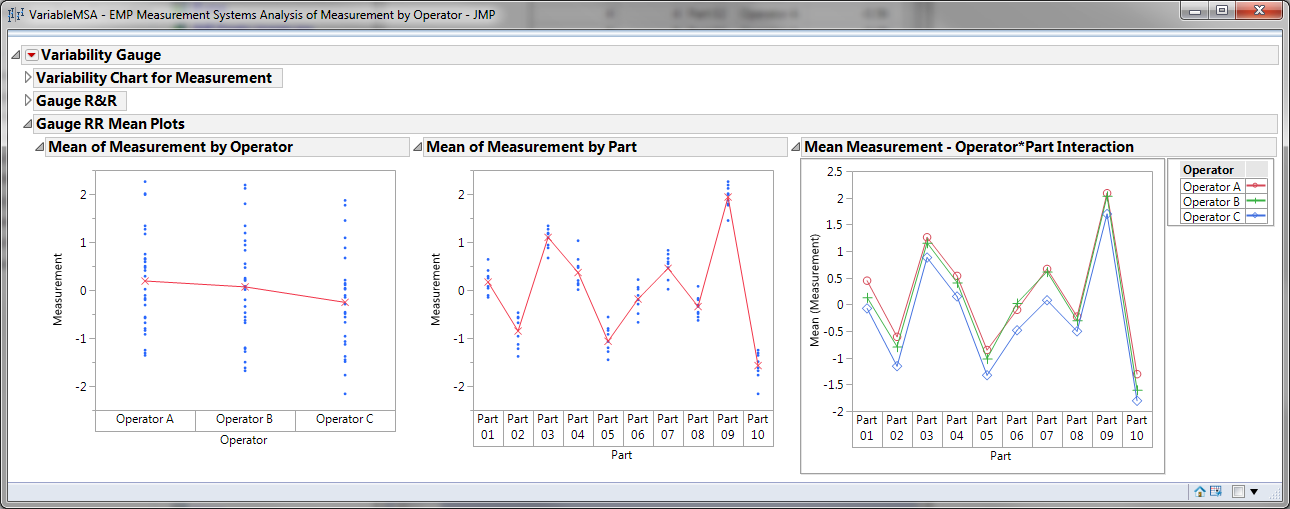 VariableMSA - EMP Measurement Systems Analysis of Measurement by Operator - JMP
Variability Gauge
Variability Chart for Measurement
Gauge R&R
Gauge RR Mean Plots
Mean of Measurement by Operator
Measurement
2
1
0
-1
-2
Operator A
Operator B
Operator C
Operator
Mean of Measurement by Part
Measurement
2
1
0
-1
-2
Part 01
Part 02
Part 03
Part 04
Part 05
Part 06
Part 07
Part 08
Part 09
Part 10
Part
Mean Measurement - Operator*Part Interaction
Mean (Measurement)
2.5
2
1.5
1
0.5
0
-0.5
-1
-1.5
-2
Part 01
Part 02
Part 03
Part 04
Part 05
Part 06
Part 07
Part 08
Part 09
Part 10
Part
Operator
Operator A
Operator B
Operator C